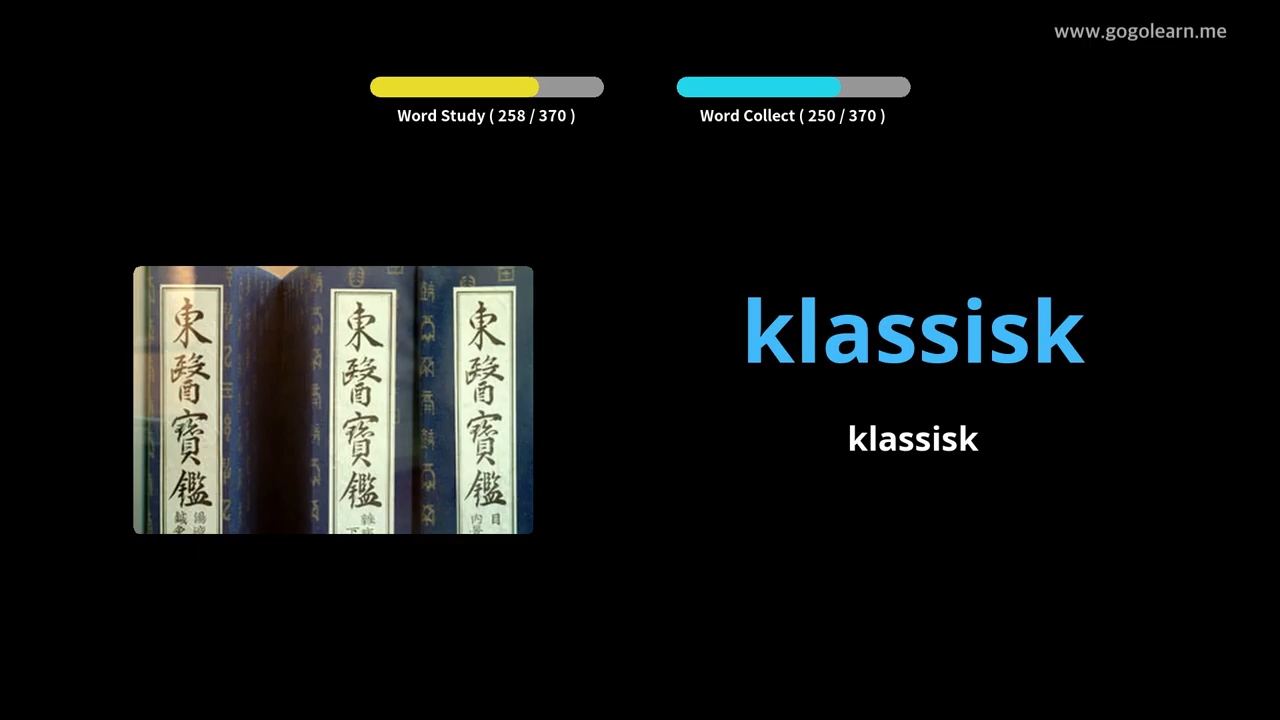 www.gogolearn.me
Word Study ( 258 / 370 )
Word Collect ( 250 / 370 )
東醫寶鑑
東醫寶鑑
東醫寶鑑
klassisk
klassisk